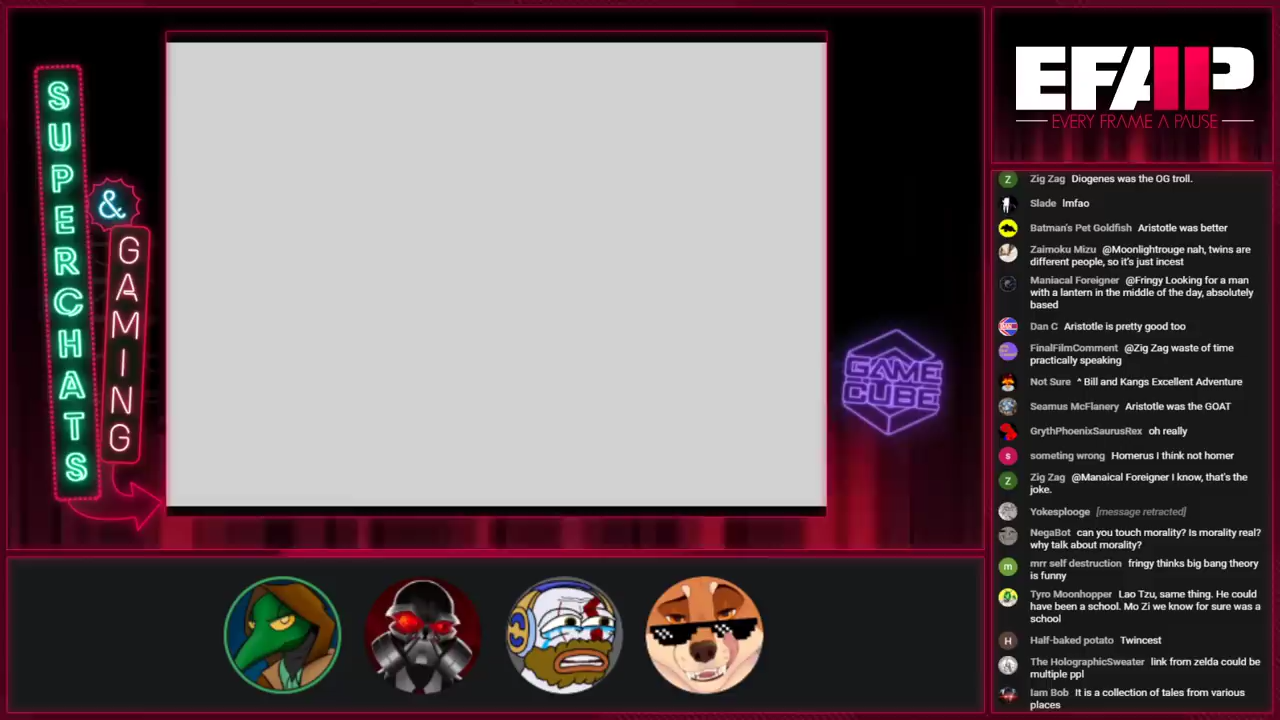 SUPERCHATS
&
GAMING
GAME
CUBE
EFAP
EVERY FRAME A PAUSE
Z
Zig Zag Diogenes was the OG troll.
Slade lmfao
Batman's Pet Goldfish Aristotle was better
Zaimoku Mizu @Moonlightrouge nah, twins are
different people, so it's just incest
Maniacal Foreigner @Fringy Looking for a man
with a lantern in the middle of the day, absolutely
based
Dan C Aristotle is pretty good too
FinalFilmComment @Zig Zag waste of time
practically speaking
Not Sure ^ Bill and Kangs Excellent Adventure
Seamus McFlanery Aristotle was the GOAT
GrythPhoenixSaurusRex oh really
s
someting wrong Homerus I think not homer
Z
Zig Zag @Manaical Foreigner I know, that's the
joke.
Yokesplooge [message retracted]
NegaBot can you touch morality? Is morality real?
why talk about morality?
m
mrr self destruction fringy thinks big bang theory
is funny
Tyro Moonhopper Lao Tzu, same thing. He could
have been a school. Mo Zi we know for sure was a
school
H
Half-baked potato Twincest
The HolographicSweater link from zelda could be
multiple ppl
Iam Bob It is a collection of tales from various
places